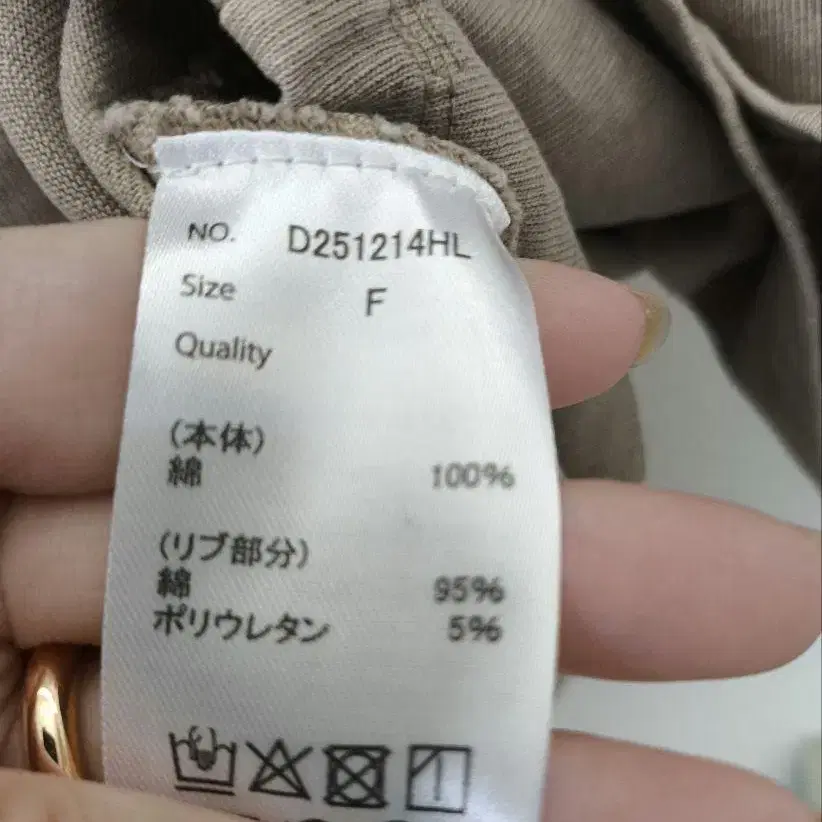 NO. D251214HL
Size F
Quality
(本体)
綿 100%
(リブ部分)
綿 95%
ポリウレタン 5%